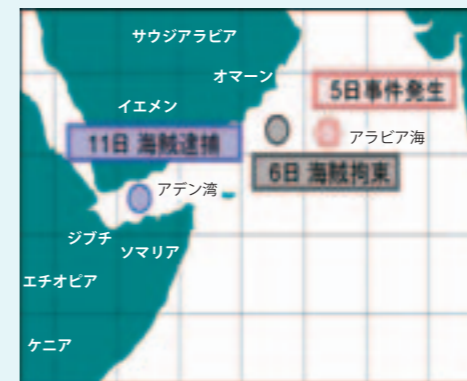 サウジアラビア
オマーン
5日事件発生
イエメン
11日 海賊逮捕
アラビア海
6日 海賊拘束
アデン湾
ジブチ
ソマリア
エチオピア
ケニア